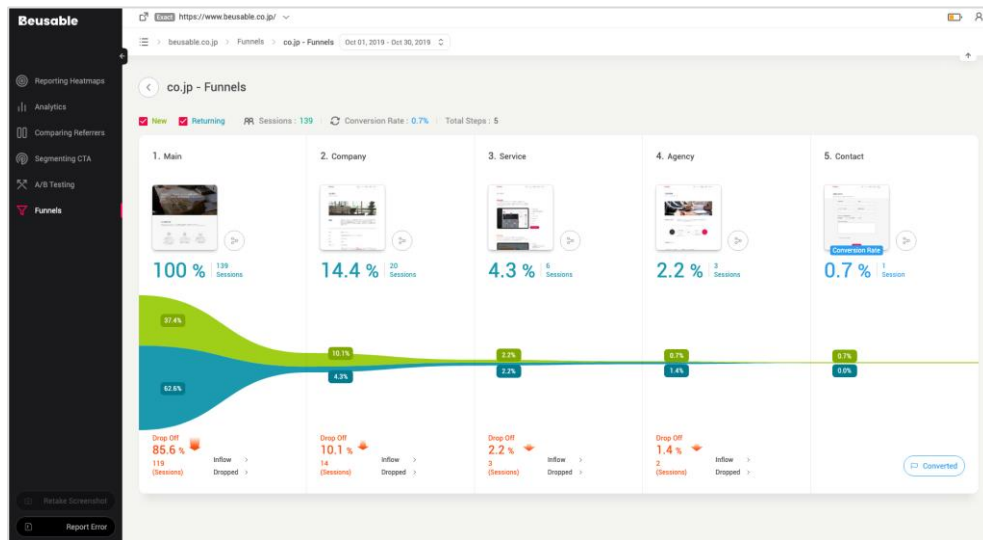 Beusable
Exact https://www.beusable.co.jp/
beusable.co.jp > Funnels > co.jp - Funnels Oct 01, 2019 - Oct 30, 2019
Reporting Heatmaps
Analytics
Comparing Referrers
Segmenting CTA
A/B Testing
Funnels
Retake Screenshot
Report Error
co.jp - Funnels
New Returning Sessions : 139 Conversion Rate : 0.7% Total Steps : 5
1. Main
100 % 139 Sessions
37.4%
62.6%
Drop Off
85.6 %
119
(Sessions)
Inflow >
Dropped >
2. Company
14.4 % 20 Sessions
10.1%
4.3%
Drop Off
10.1 %
14
(Sessions)
Inflow >
Dropped >
3. Service
4.3 % 6 Sessions
2.2%
2.2%
Drop Off
2.2 %
3
(Sessions)
Inflow >
Dropped >
4. Agency
2.2 % 3 Sessions
0.7%
1.4%
Drop Off
1.4 %
2
(Sessions)
Inflow >
Dropped >
5. Contact
Conversion Rate
0.7 % 1 Session
0.7%
0.0%
Converted